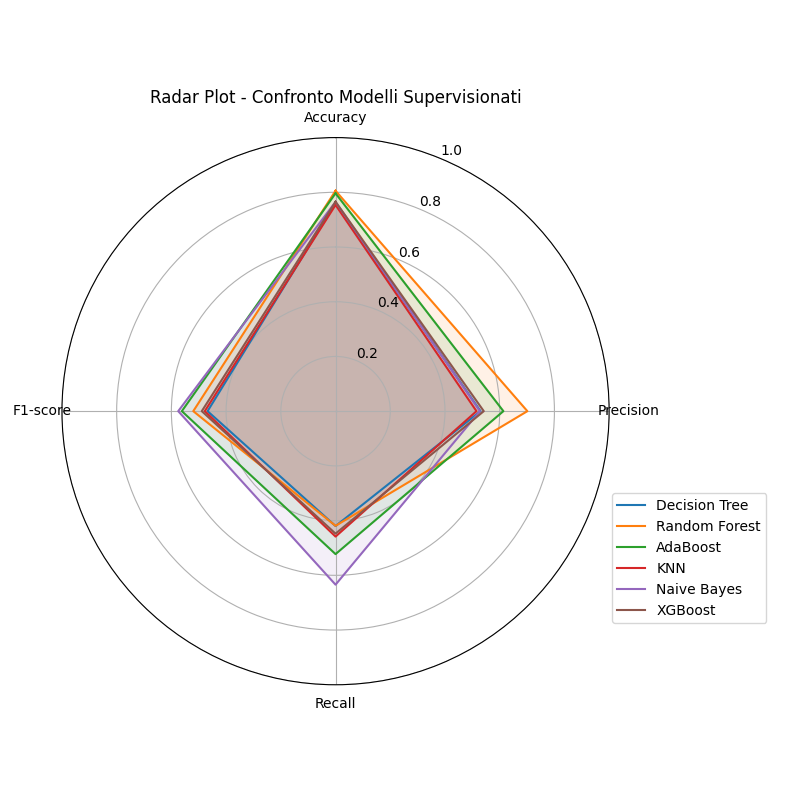 Radar Plot - Confronto Modelli Supervisionati
Accuracy
1.0
0.8
0.6
0.4
0.2
F1-score
Precision
Decision Tree
Random Forest
AdaBoost
KNN
Naive Bayes
XGBoost
Recall